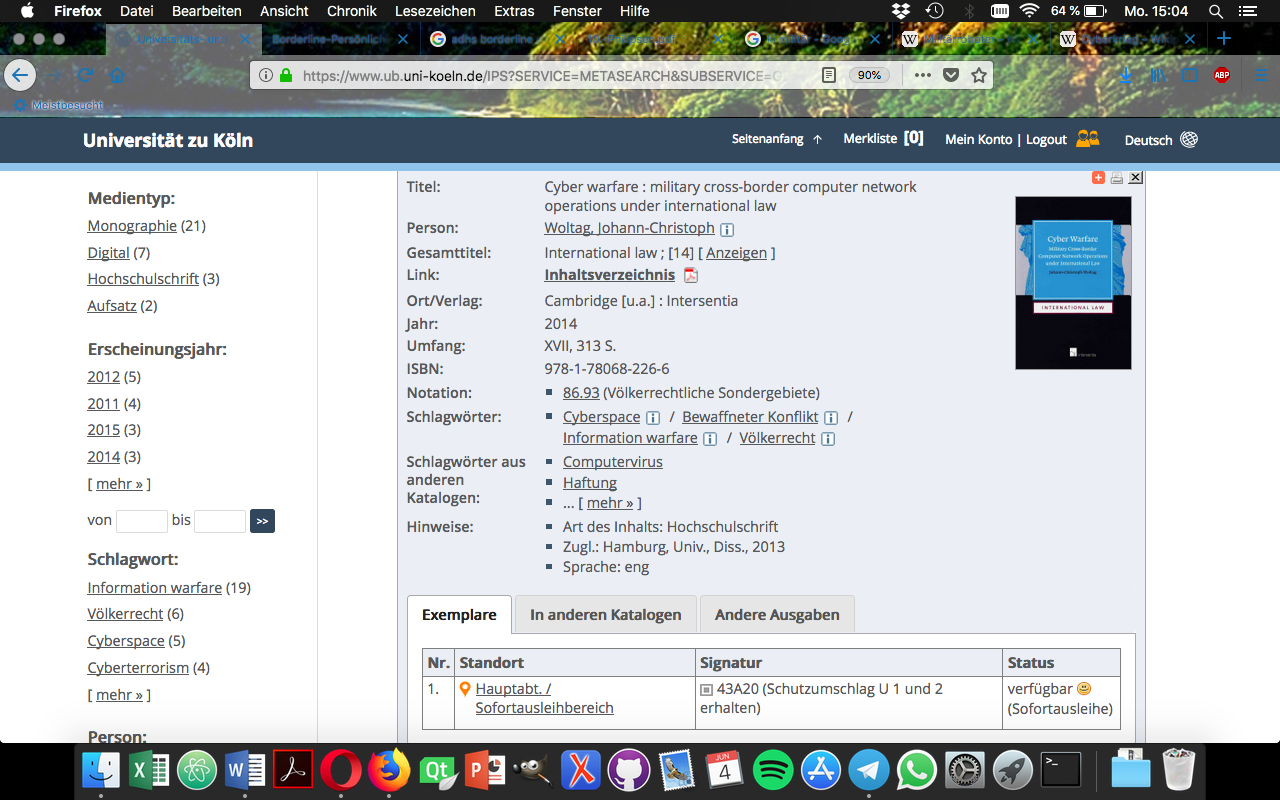 Firefox Datei Bearbeiten Ansicht Chronik Lesezeichen Extras Fenster Hilfe 64 % Mo. 15:04
Borderline-Persönlich
adhs borderline
https://www.ub.uni-koeln.de/IPS?SERVICE=METASEARCH&SUBSERVICE=G 90% ABP
Meistbesucht
Universität zu Köln Seitenanfang Merkliste [0] Mein Konto | Logout Deutsch
Medientyp:
Monographie (21)
Digital (7)
Hochschulschrift (3)
Aufsatz (2)
Erscheinungsjahr:
2012 (5)
2011 (4)
2015 (3)
2014 (3)
[ mehr » ]
von bis >>
Schlagwort:
Information warfare (19)
Völkerrecht (6)
Cyberspace (5)
Cyberterrorism (4)
[ mehr » ]
Person:
Titel: Cyber warfare : military cross-border computer network
operations under international law
Person: Woltag, Johann-Christoph
Gesamttitel: International law ; [14] [ Anzeigen ]
Link: Inhaltsverzeichnis
Ort/Verlag: Cambridge [u.a.] : Intersentia
Jahr: 2014
Umfang: XVII, 313 S.
ISBN: 978-1-78068-226-6
Notation: 86.93 (Völkerrechtliche Sondergebiete)
Schlagwörter: Cyberspace / Bewaffneter Konflikt /
Information warfare / Völkerrecht
Schlagwörter aus
anderen
Katalogen:
Computervirus
Haftung
... [ mehr » ]
Hinweise: Art des Inhalts: Hochschulschrift
Zugl.: Hamburg, Univ., Diss., 2013
Sprache: eng
Cyber Warfare
Military Cross-Border
Computer Network Operations
under International Law
Johann-Christoph Woltag
INTERNATIONAL LAW
intersentia
Exemplare In anderen Katalogen Andere Ausgaben
Nr. Standort Signatur Status
1. Hauptabt. /
Sofortausleihbereich
43A20 (Schutzumschlag U 1 und 2
erhalten)
verfügbar
(Sofortausleihe)
JUN
4